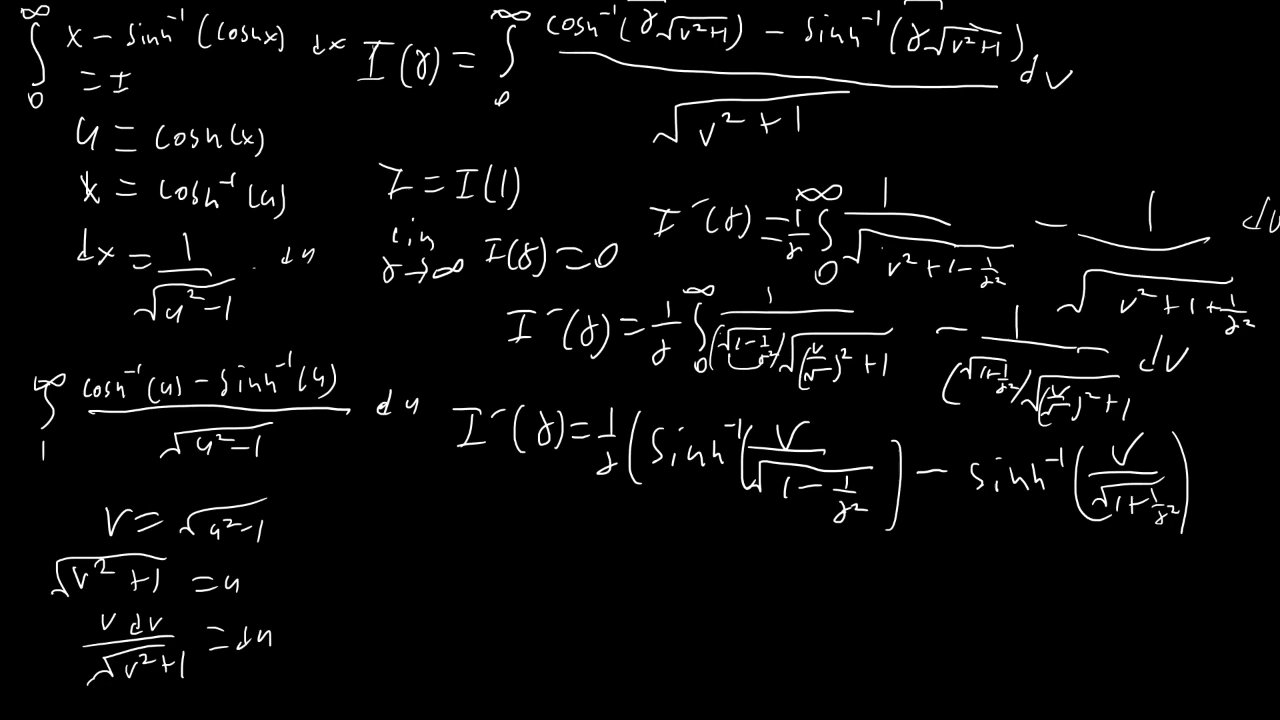 ∫₀^∞ x - sinh⁻¹(coshx) dx
= I
u = cosh(x)
x = cosh⁻¹(u)
dx = 1/√(u²-1) du
∫₁^∞ (cosh⁻¹(u) - sinh⁻¹(u))/√(u²-1) du
v = √(u²-1)
√(v²+1) = u
v dv/√(v²+1) = du
I(γ) = ∫₀^∞ (cosh⁻¹(γ√(v²+1)) - sinh⁻¹(γ√(v²+1)))/√(v²+1) dv
I = I(1)
lim γ→∞ I(γ) = 0
I′(γ) = 1/γ ∫₀^∞ 1/√(v²+1-1/γ²) - 1/√(v²+1+1/γ²) dv
I′(γ) = 1/γ ∫₀^∞ 1/((√(1-1/γ²))√((v/√)²+1)) - 1/((√(1+1/γ²))√((v/√)²+1)) dv
I′(γ) = 1/γ (sinh⁻¹(v/√(1-1/γ²)) - sinh⁻¹(v/√(1+1/γ²)))